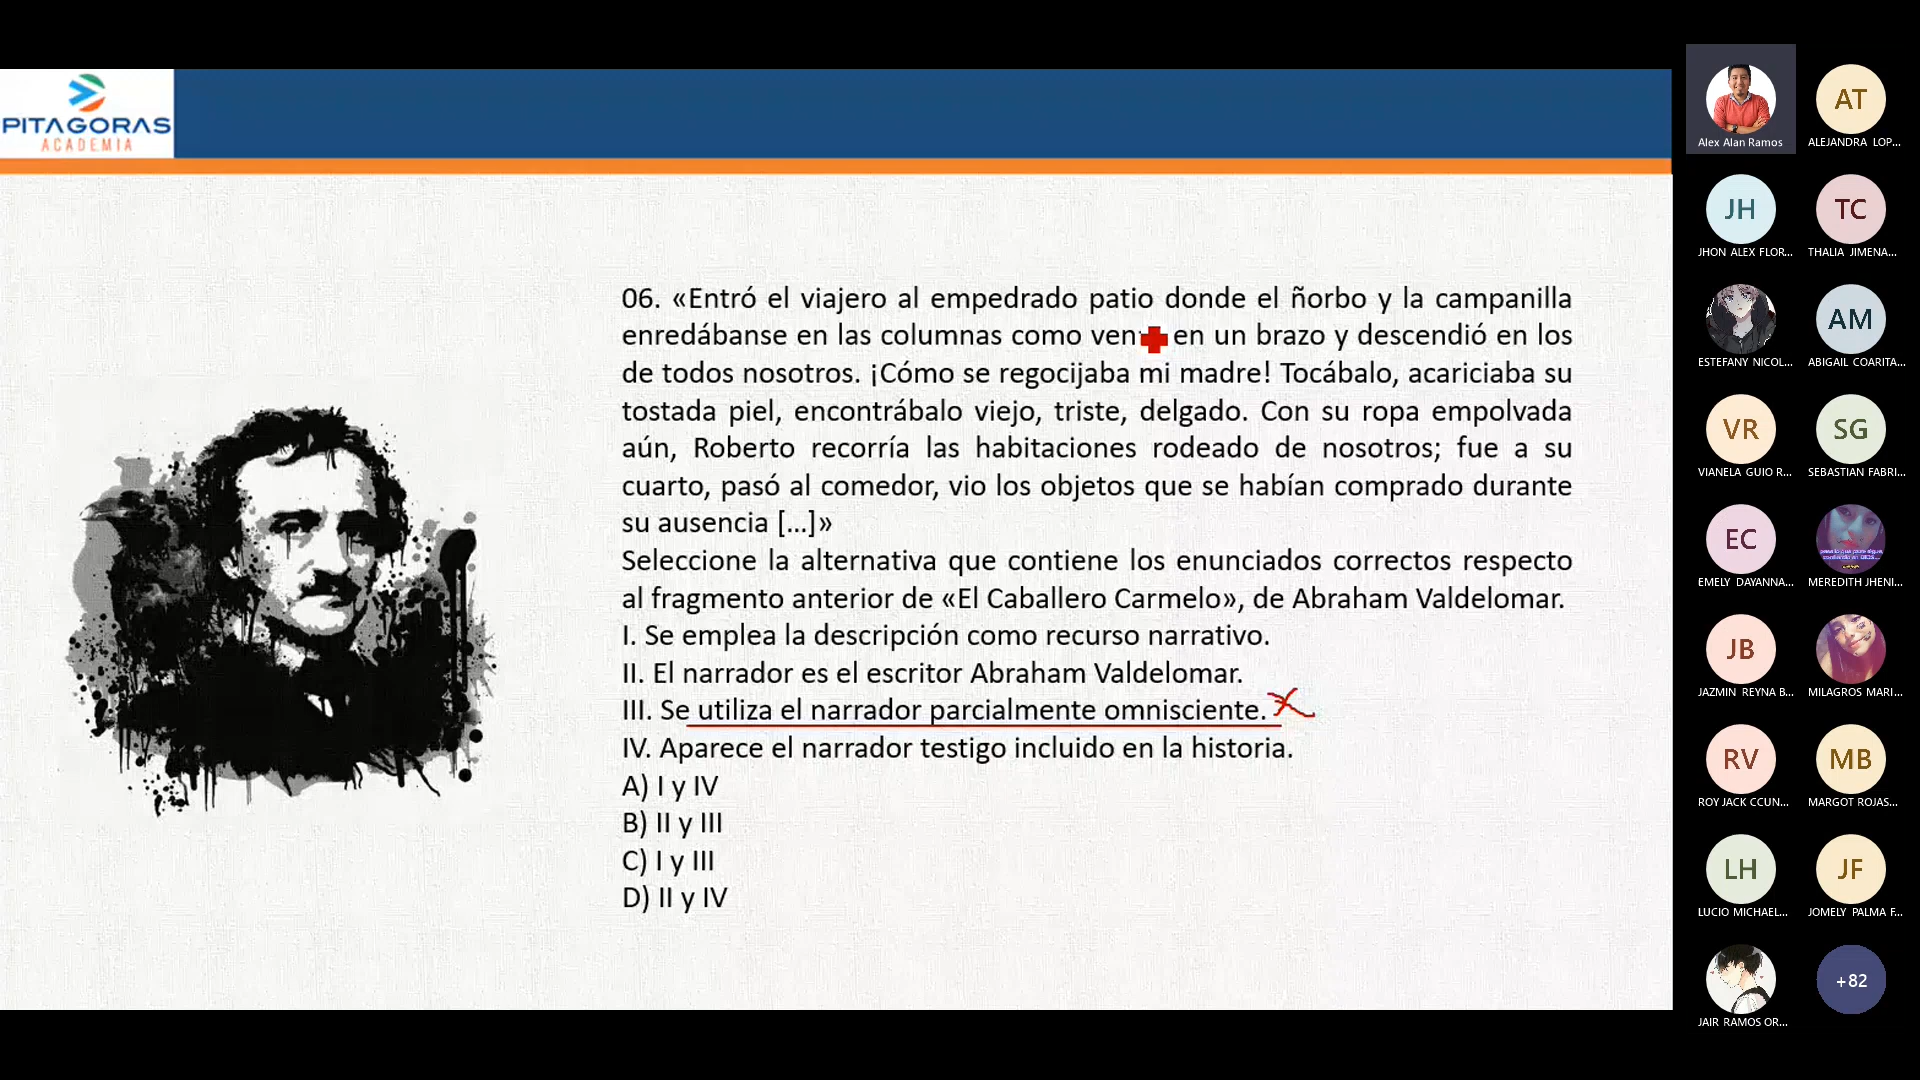 PITAGORAS
ACADEMIA
06. «Entró el viajero al empedrado patio donde el ñorbo y la campanilla
enredábanse en las columnas como en un brazo y descendió en los
de todos nosotros. ¡Cómo se regocijaba mi madre! Tocábalo, acariciaba su
tostada piel, encontrábalo viejo, triste, delgado. Con su ropa empolvada
aún, Roberto recorría las habitaciones rodeado de nosotros; fue a su
cuarto, pasó al comedor, vio los objetos que se habían comprado durante
su ausencia [...]»
Seleccione la alternativa que contiene los enunciados correctos respecto
al fragmento anterior de «El Caballero Carmelo», de Abraham Valdelomar.
I. Se emplea la descripción como recurso narrativo.
II. El narrador es el escritor Abraham Valdelomar.
III. Se utiliza el narrador parcialmente omnisciente.
IV. Aparece el narrador testigo incluido en la historia.
A) I y IV
B) II y III
C) I y III
D) II y IV
Alex Alan Ramos
AT
ALEJANDRA LOP...
JH
JHON ALEX FLOR...
TC
THALIA JIMENA...
ESTEFANY NICOL...
AM
ABIGAIL COARITA...
VR
VIANELA GUIO R...
SG
SEBASTIAN FABRI...
EC
EMELY DAYANNA...
MEREDITH JHENI...
JB
JAZMIN REYNA B...
MILAGROS MARI...
RV
ROY JACK CCUN...
MB
MARGOT ROJAS...
LH
LUCIO MICHAEL...
JF
JOMELY PALMA F...
JAIR RAMOS OR...
+82